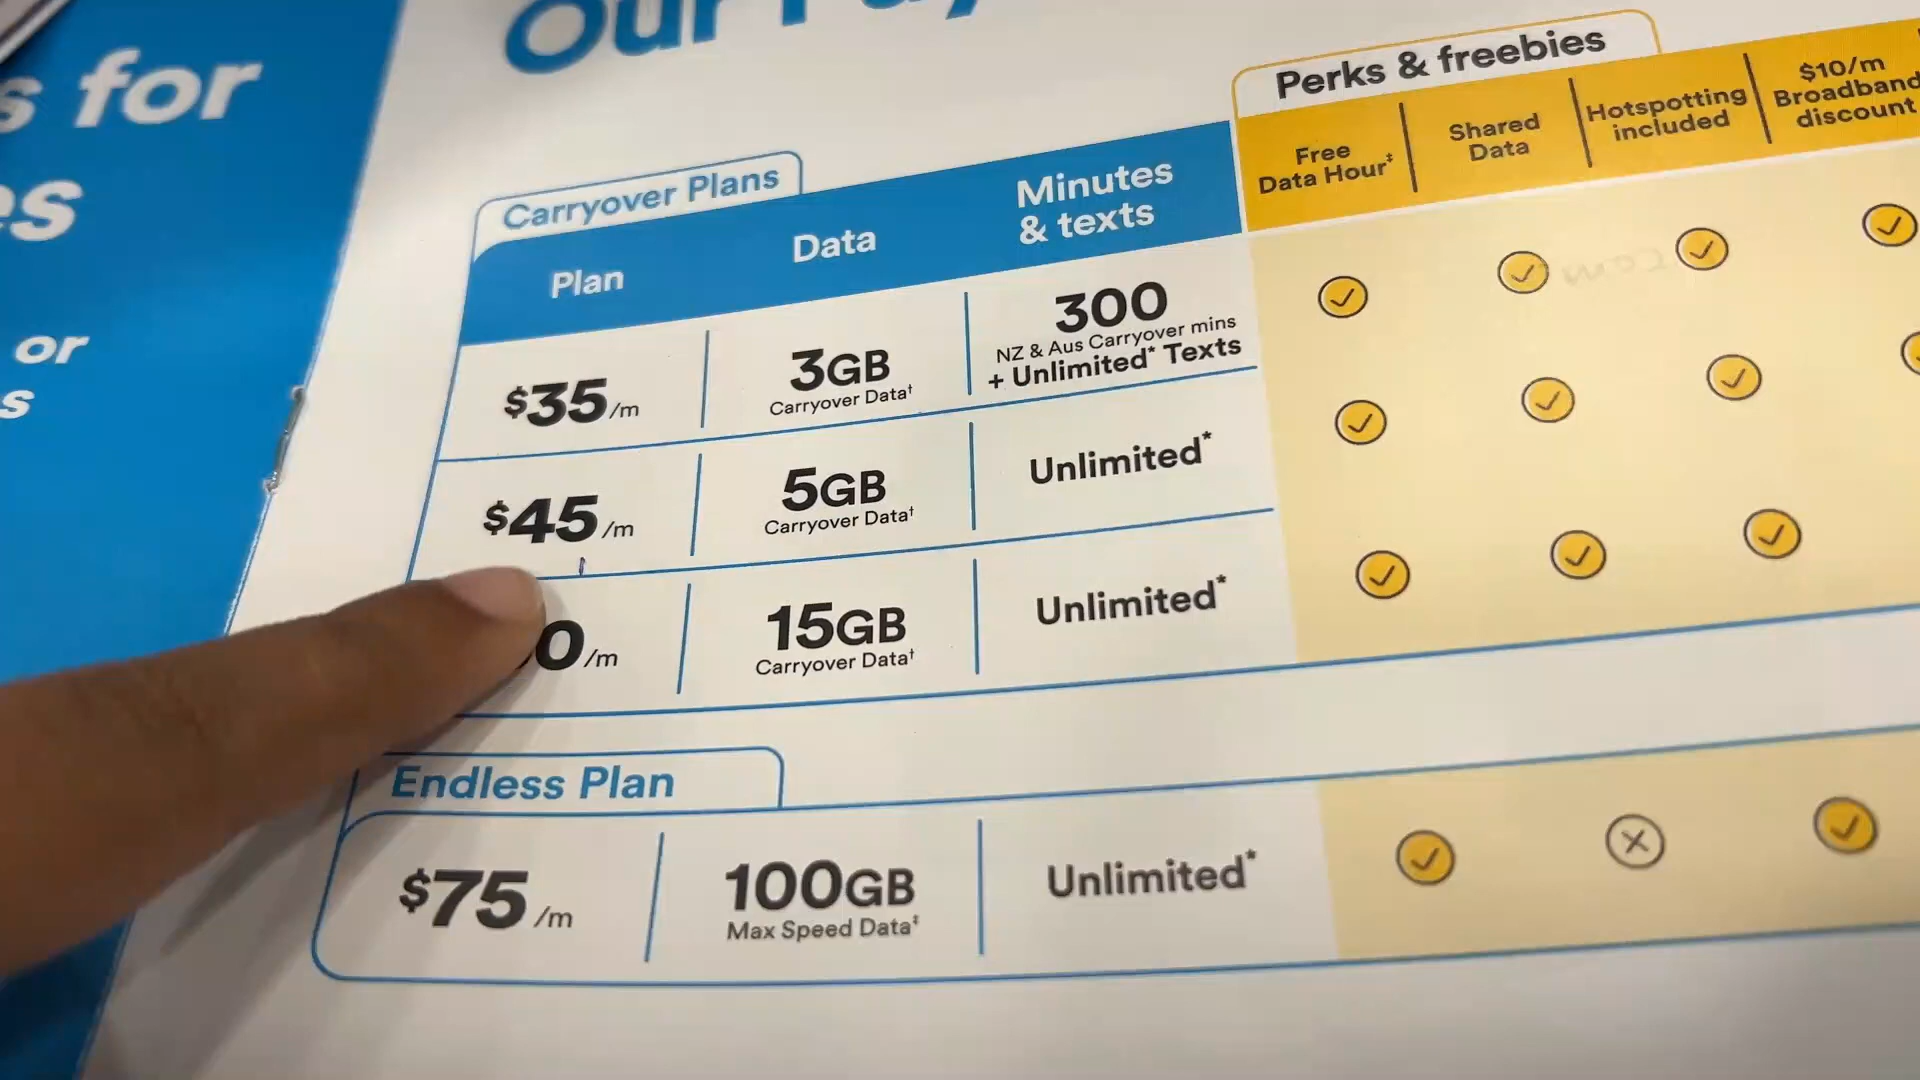 s for
es
or
s
Our Pay
Perks & freebies
Free
Data Hour‡
Shared
Data
Hotspotting
included
$10/m
Broadband
discount
Carryover Plans
Plan
Data
Minutes
& texts
$35/m
3GB
Carryover Data†
300
NZ & Aus Carryover mins
+ Unlimited* Texts
$45/m
5GB
Carryover Data†
Unlimited*
0/m
15GB
Carryover Data†
Unlimited*
Endless Plan
$75/m
100GB
Max Speed Data‡
Unlimited*